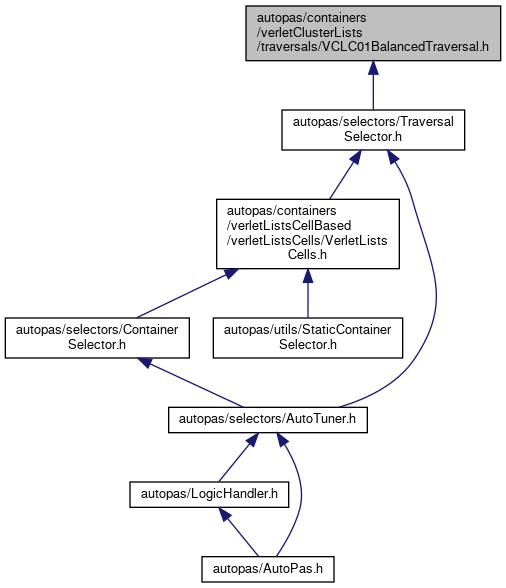 autopas/containers
/verletClusterLists
/traversals/VCLC01BalancedTraversal.h
autopas/selectors/Traversal
Selector.h
autopas/containers
/verletListsCellBased
/verletListsCells/VerletLists
Cells.h
autopas/selectors/Container
Selector.h
autopas/utils/StaticContainer
Selector.h
autopas/selectors/AutoTuner.h
autopas/LogicHandler.h
autopas/AutoPas.h